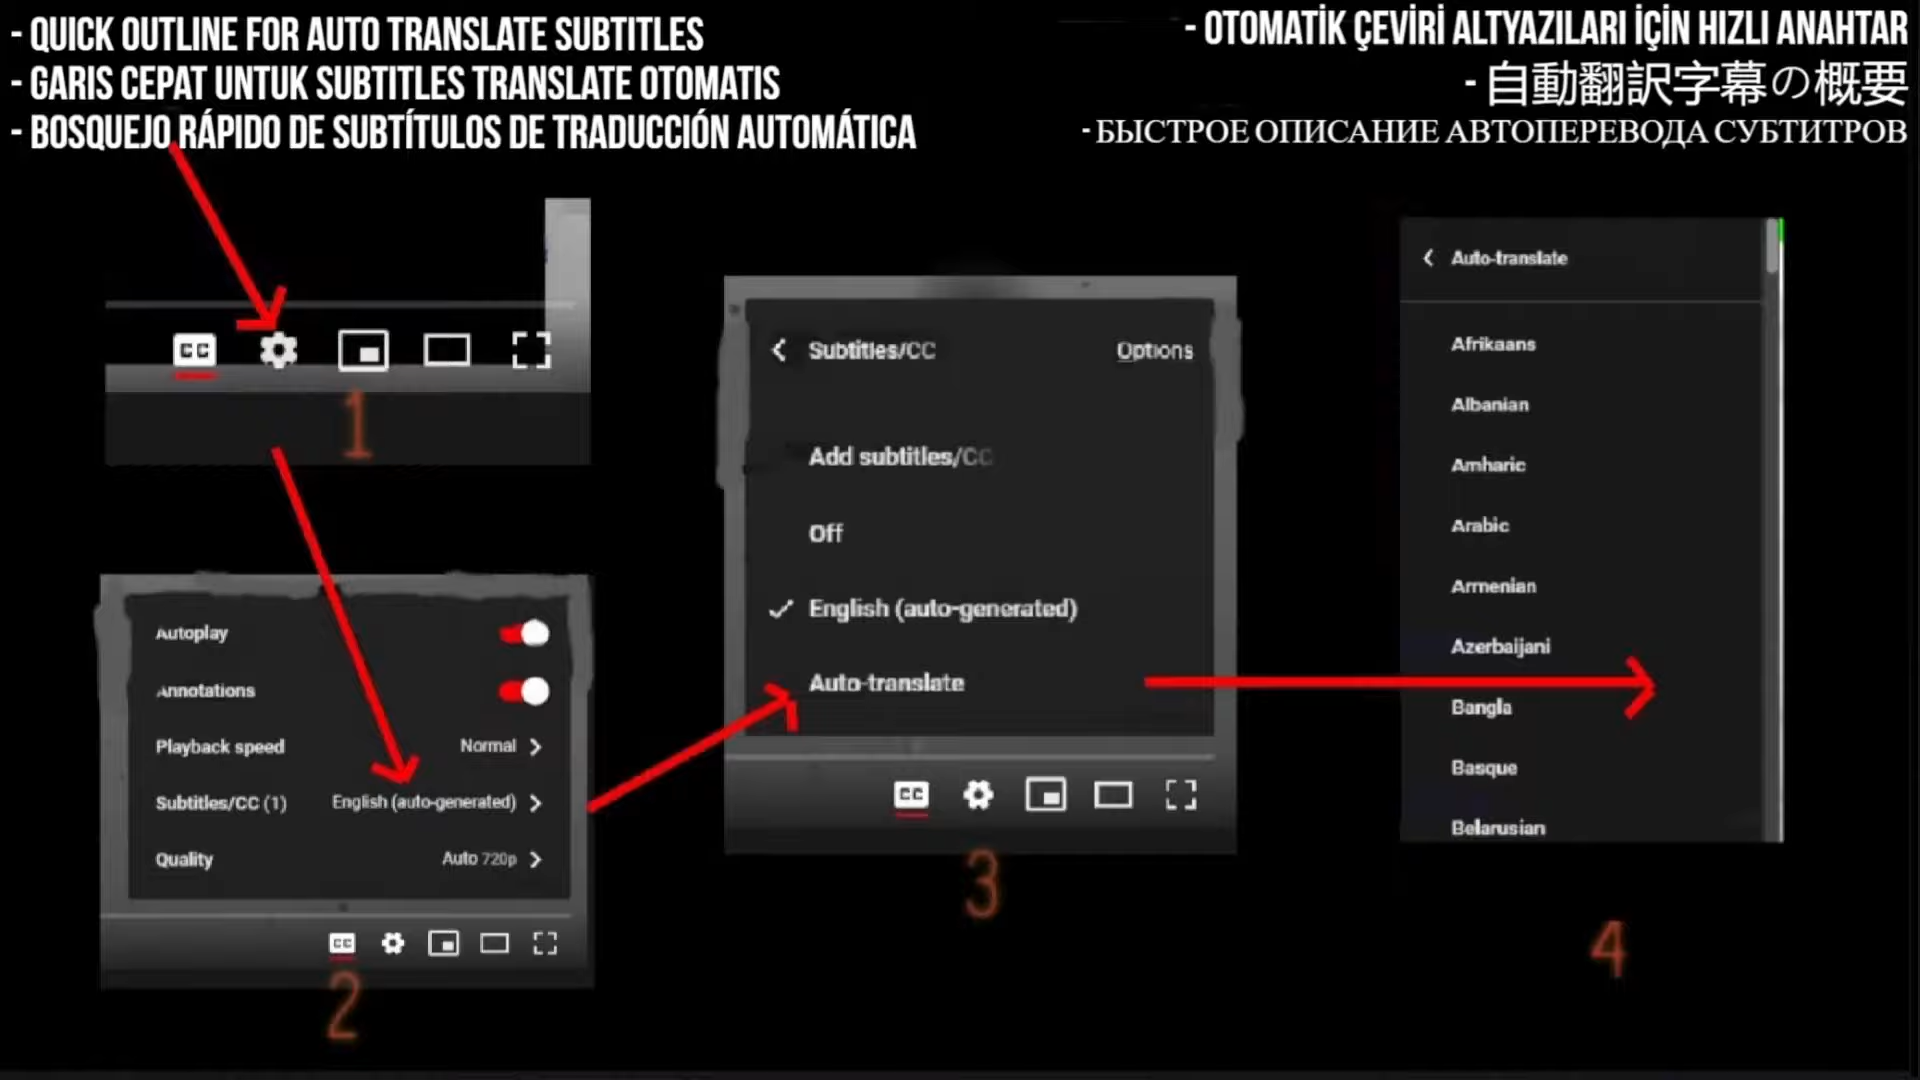 - QUICK OUTLINE FOR AUTO TRANSLATE SUBTITLES
- GARIS CEPAT UNTUK SUBTITLES TRANSLATE OTOMATIS
- BOSQUEJO RÁPIDO DE SUBTÍTULOS DE TRADUCCIÓN AUTOMÁTICA
- OTOMATİK ÇEVİRİ ALTYAZILARI İÇİN HIZLI ANAHTAR
- 自動翻訳字幕の概要
- БЫСТРОЕ ОПИСАНИЕ АВТОПЕРЕВОДА СУБТИТРОВ
CC
1
Autoplay
Annotations
Playback speed Normal
Subtitles/CC (1) English (auto-generated)
Quality Auto 720p
CC
2
Subtitles/CC Options
Add subtitles/CC
Off
English (auto-generated)
Auto-translate
CC
3
Auto-translate
Afrikaans
Albanian
Amharic
Arabic
Armenian
Azerbaijani
Bangla
Basque
Belarusian
4